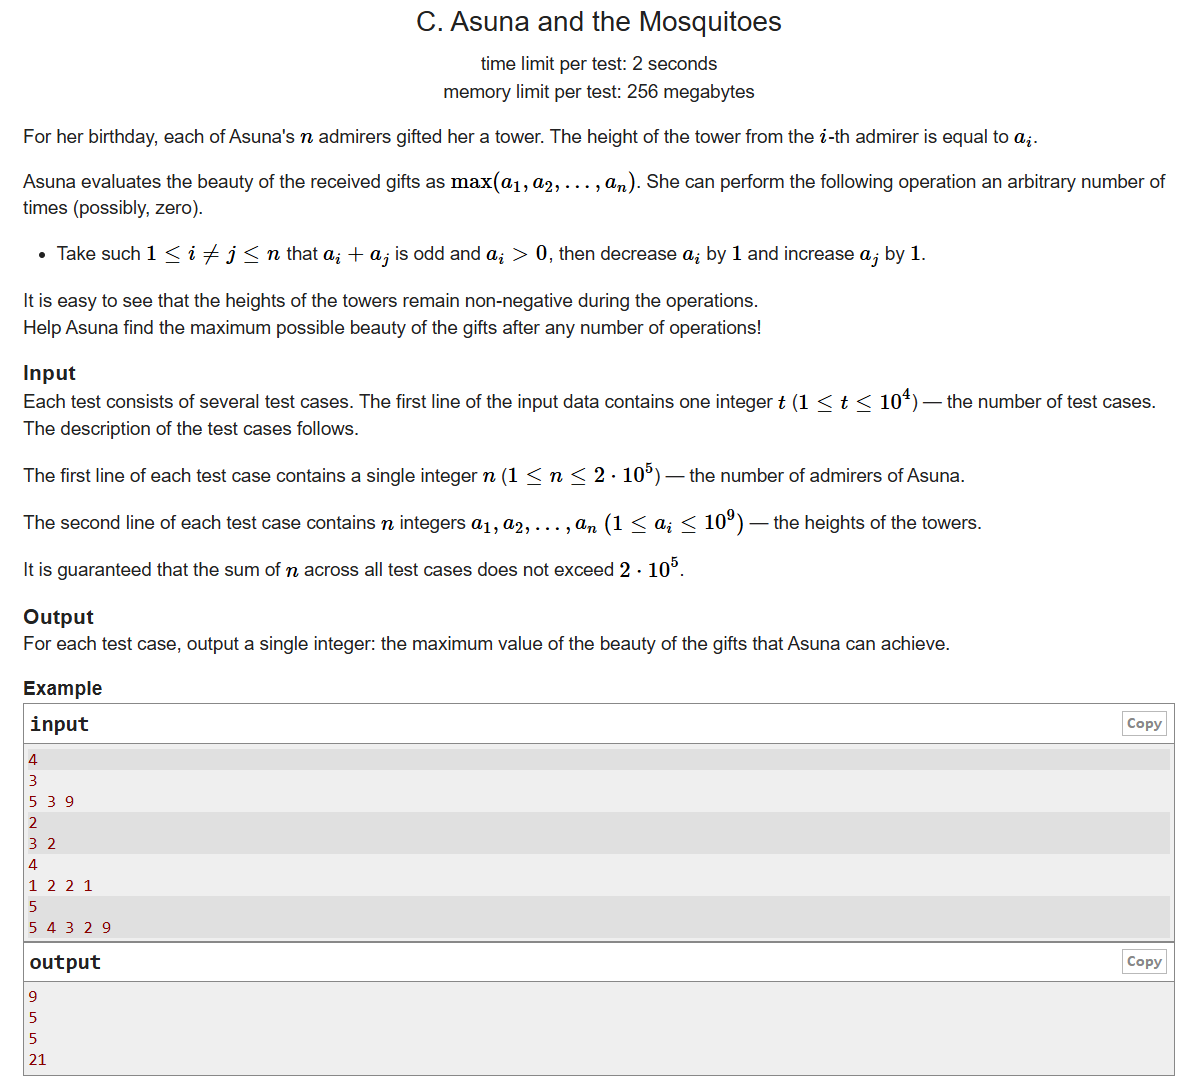 C. Asuna and the Mosquitoes
time limit per test: 2 seconds
memory limit per test: 256 megabytes
For her birthday, each of Asuna's n admirers gifted her a tower. The height of the tower from the i-th admirer is equal to a_i.
Asuna evaluates the beauty of the received gifts as max(a_1, a_2, ..., a_n). She can perform the following operation an arbitrary number of
times (possibly, zero).
• Take such 1 ≤ i ≠ j ≤ n that a_i + a_j is odd and a_i > 0, then decrease a_i by 1 and increase a_j by 1.
It is easy to see that the heights of the towers remain non-negative during the operations.
Help Asuna find the maximum possible beauty of the gifts after any number of operations!
Input
Each test consists of several test cases. The first line of the input data contains one integer t (1 ≤ t ≤ 10^4) — the number of test cases.
The description of the test cases follows.
The first line of each test case contains a single integer n (1 ≤ n ≤ 2 · 10^5) — the number of admirers of Asuna.
The second line of each test case contains n integers a_1, a_2, ..., a_n (1 ≤ a_i ≤ 10^9) — the heights of the towers.
It is guaranteed that the sum of n across all test cases does not exceed 2 · 10^5.
Output
For each test case, output a single integer: the maximum value of the beauty of the gifts that Asuna can achieve.
Example
input Copy
4
3
5 3 9
2
3 2
4
1 2 2 1
5
5 4 3 2 9
output Copy
9
5
5
21